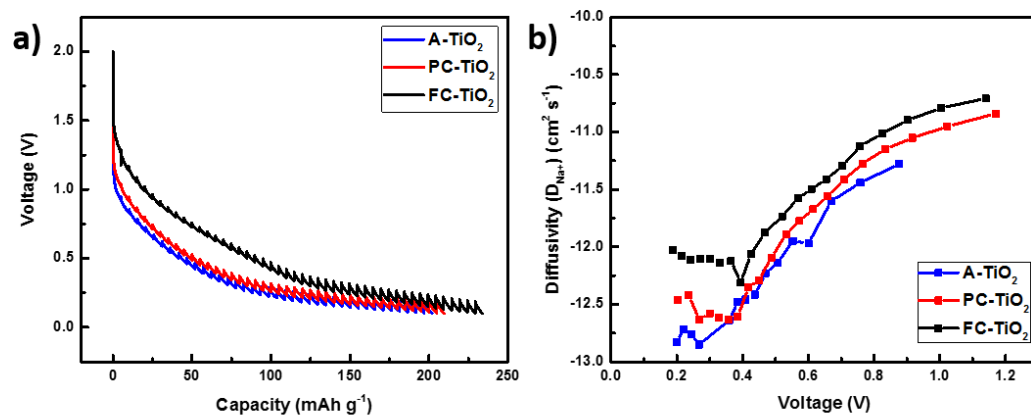 a)
A-TiO₂
PC-TiO₂
FC-TiO₂
2.0
1.5
1.0
0.5
0.0
Voltage (V)
0 50 100 150 200 250
Capacity (mAh g⁻¹)
b)
-10.0
-10.5
-11.0
-11.5
-12.0
-12.5
-13.0
Diffusivity (D_Na+) (cm² s⁻¹)
A-TiO₂
PC-TiO₂
FC-TiO₂
0.0 0.2 0.4 0.6 0.8 1.0 1.2
Voltage (V)